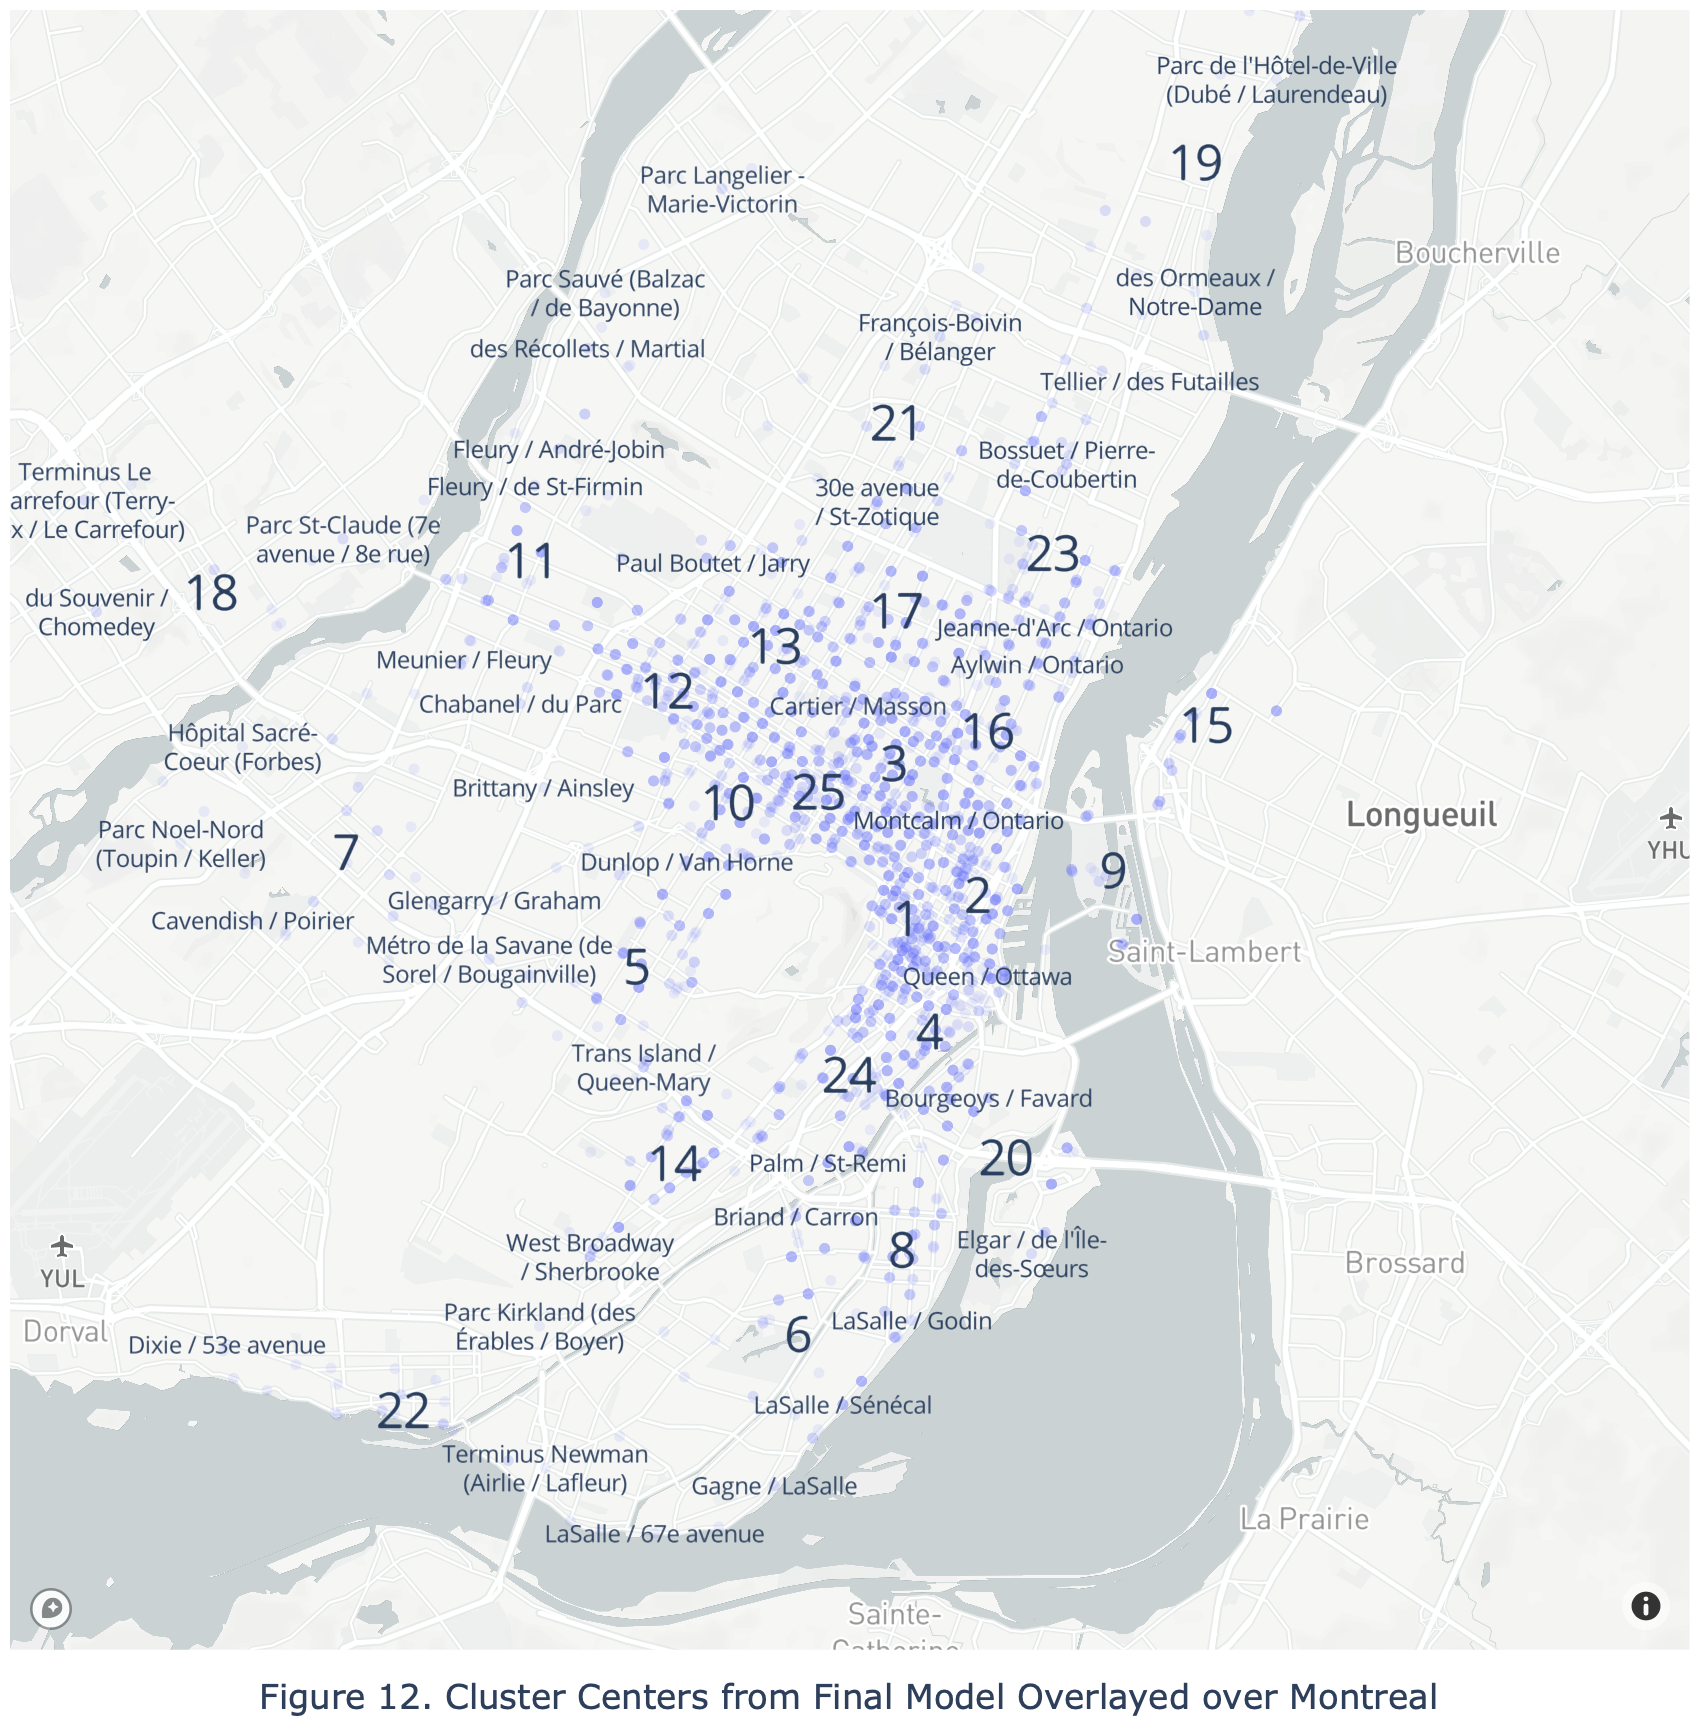 Parc de l'Hôtel-de-Ville
(Dubé / Laurendeau)
19
Parc Langelier -
Marie-Victorin
Boucherville
Parc Sauvé (Balzac
/ de Bayonne)
des Ormeaux /
Notre-Dame
François-Boivin
/ Bélanger
des Récollets / Martial
Tellier / des Futailles
21
Fleury / André-Jobin
Bossuet / Pierre-
de-Coubertin
Terminus Le
arrefour (Terry-
x / Le Carrefour)
Fleury / de St-Firmin
30e avenue
/ St-Zotique
Parc St-Claude (7e
avenue / 8e rue)
11
Paul Boutet / Jarry
23
18
du Souvenir /
Chomedey
17
Jeanne-d'Arc / Ontario
13
Meunier / Fleury
Aylwin / Ontario
12
Chabanel / du Parc
Cartier / Masson
16
15
Hôpital Sacré-
Coeur (Forbes)
3
Brittany / Ainsley
25
10
Longueuil
Montcalm / Ontario
YHU
Parc Noel-Nord
(Toupin / Keller)
7
Dunlop / Van Horne
9
2
Glengarry / Graham
1
Cavendish / Poirier
Métro de la Savane (de
Sorel / Bougainville)
5
Saint-Lambert
Queen / Ottawa
4
Trans Island /
Queen-Mary
24
Bourgeoys / Favard
14
Palm / St-Remi
20
Briand / Carron
West Broadway
/ Sherbrooke
8
Elgar / de l'Île-
des-Sœurs
Brossard
YUL
Parc Kirkland (des
Érables / Boyer)
Dorval
Dixie / 53e avenue
6
LaSalle / Godin
22
LaSalle / Sénécal
Terminus Newman
(Airlie / Lafleur)
Gagne / LaSalle
La Prairie
LaSalle / 67e avenue
Sainte-
Catherine
Figure 12. Cluster Centers from Final Model Overlayed over Montreal